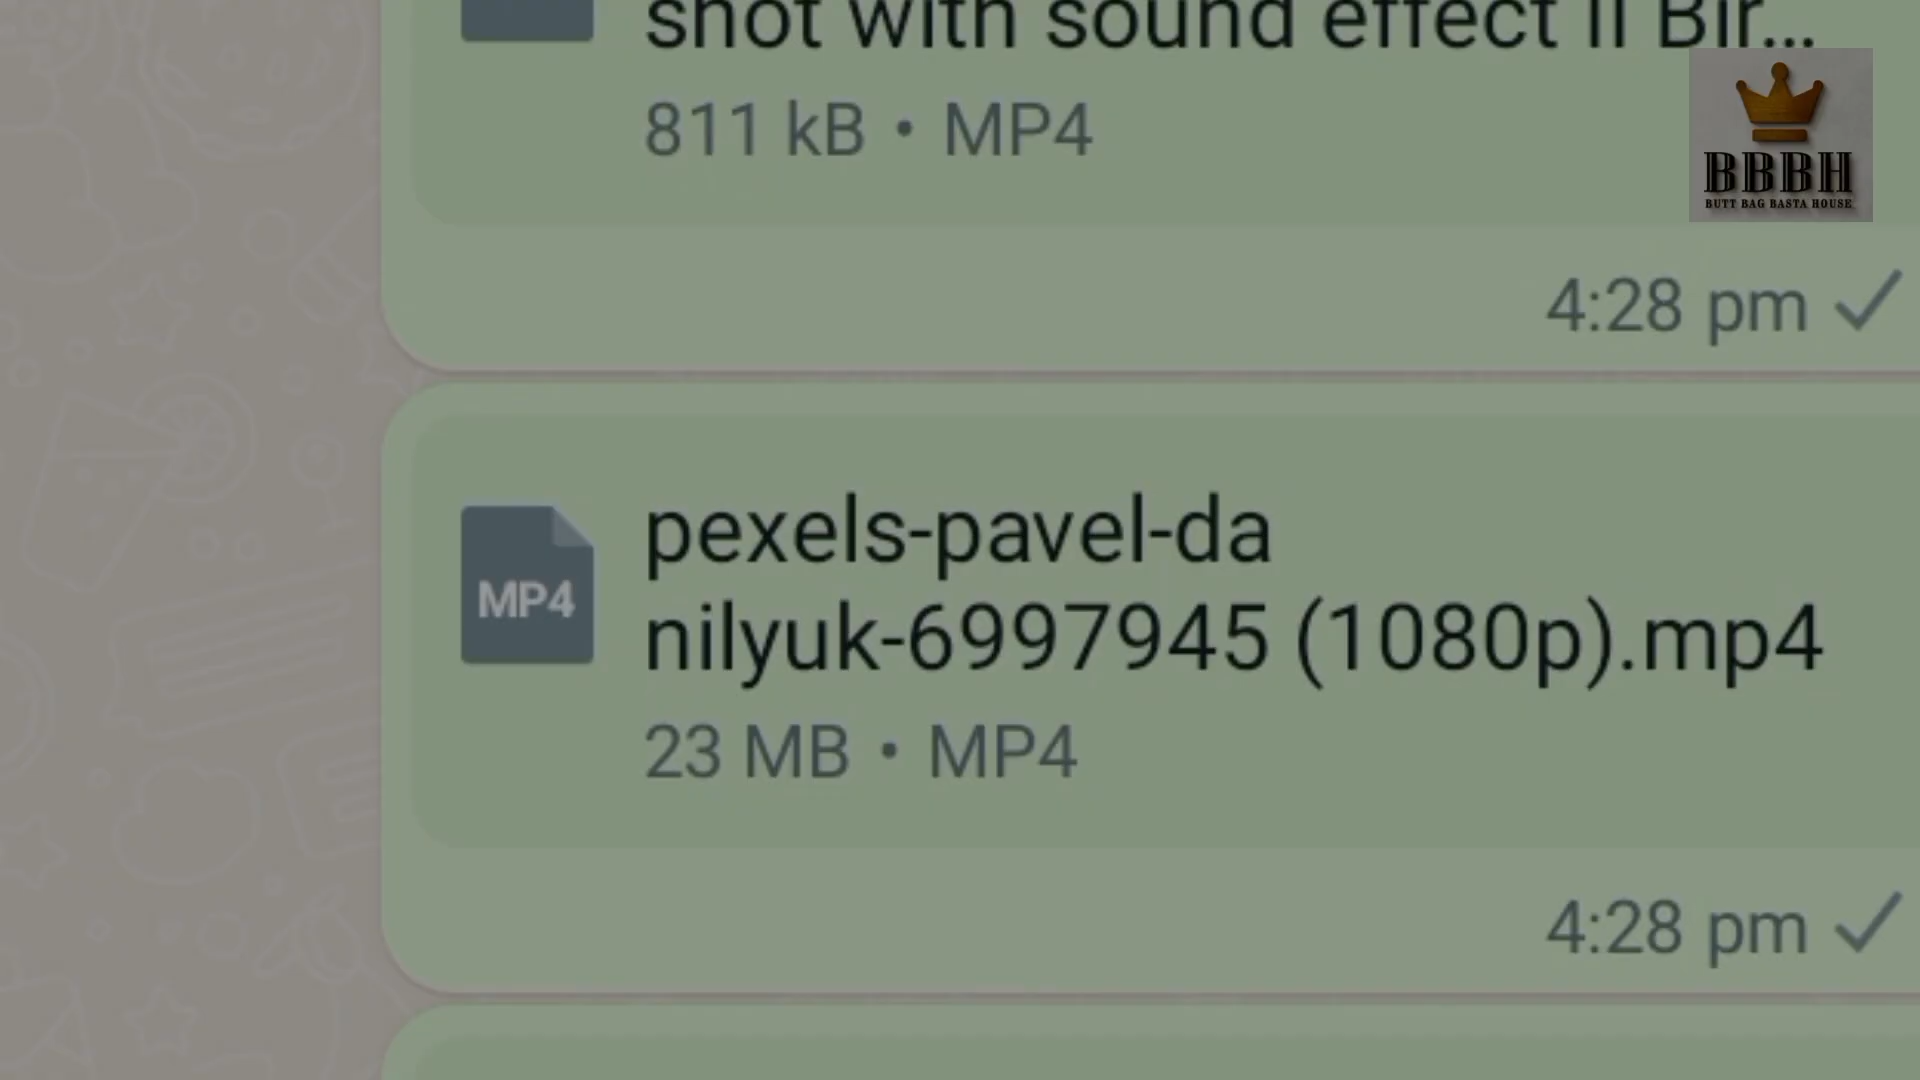 shot with sound effect II Bir...
811 kB • MP4
BBBH
BUTT BAG BASTA HOUSE
4:28 pm
MP4
pexels-pavel-da
nilyuk-6997945 (1080p).mp4
23 MB • MP4
4:28 pm